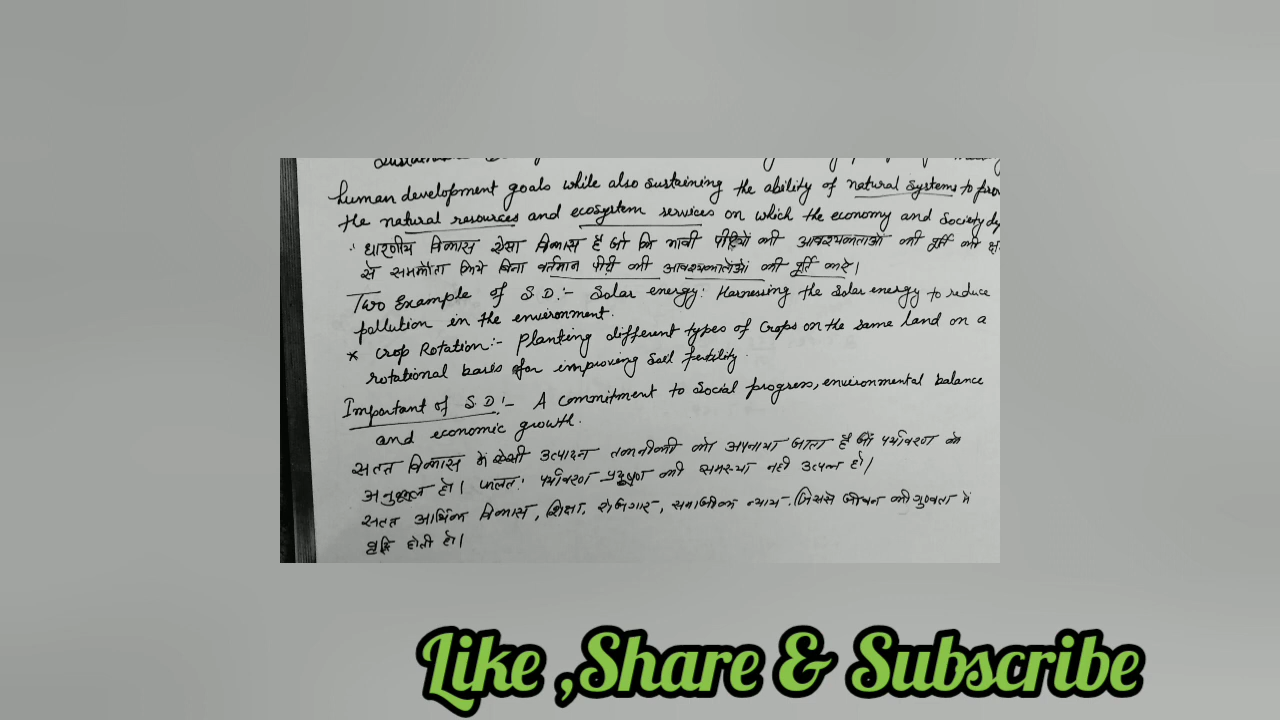 human development goals while also sustaining the ability of natural systems to
the natural resources and ecosystem services on which the economy and Society
धारणीय विकास ऐसा विकास है जो कि भावी पीढ़ियों की आवश्यकताओं की पूर्ति की
से समझौता किये बिना वर्तमान पीढ़ी की आवश्यकताओं की पूर्ति करे।
Two Example of S.D.:- Solar energy: Harnessing the Solar energy to reduce
pollution in the environment.
* Crop Rotation:- Planting different types of Crops on the same land on a
rotational basis for improving Soil fertility.
Important of S.D:- A commitment to Social progress, environmental balance
and economic growth.
सतत विकास में ऐसी उत्पादन तकनीकी को अपनाया जाता है जो पर्यावरण के
अनुकूल हो। फलत: पर्यावरण प्रदूषण की समस्या नही उत्पन्न हो।
सतत आर्थिक विकास, शिक्षा, रोजगार, समाजीक न्याय. जिससे जीवन की गुणवत्ता में
वृद्धि होती हो।
Like ,Share & Subscribe